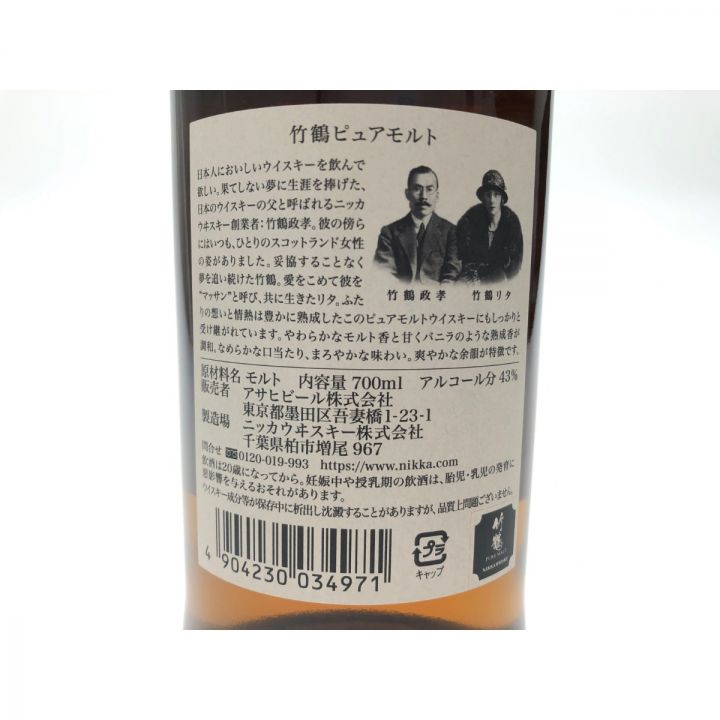 竹鶴ピュアモルト
日本人においしいウイスキーを飲んで
欲しい。果てしない夢に生涯を捧げた、
日本のウイスキーの父と呼ばれるニッカ
ウヰスキー創業者：竹鶴政孝。彼の傍ら
にはいつも、ひとりのスコットランド女性
の姿がありました。妥協することなく
夢を追い続けた竹鶴。愛をこめて彼を
“マッサン”と呼び、共に生きたリタ。ふた
りの想いと情熱は豊かに熟成したこのピュアモルトウイスキーにもしっかりと
受け継がれています。やわらかなモルト香と甘くバニラのような熟成香が
調和。なめらかな口当たり、まろやかな味わい。爽やかな余韻が特徴です。
竹鶴政孝 竹鶴リタ
原材料名 モルト 内容量 700ml アルコール分 43%
販売者 アサヒビール株式会社
東京都墨田区吾妻橋1-23-1
製造場 ニッカウヰスキー株式会社
千葉県柏市増尾 967
問合せ 0120-019-993 https://www.nikka.com
飲酒は20歳になってから。妊娠中や授乳期の飲酒は、胎児・乳児の発育に
悪影響を与えるおそれがあります。
ウイスキー成分等が保存中に析出し沈澱することがありますが、品質上問題ございません。
4 904230 034971
プラ
キャップ
竹鶴
PURE MALT
NIKKA WHISKY